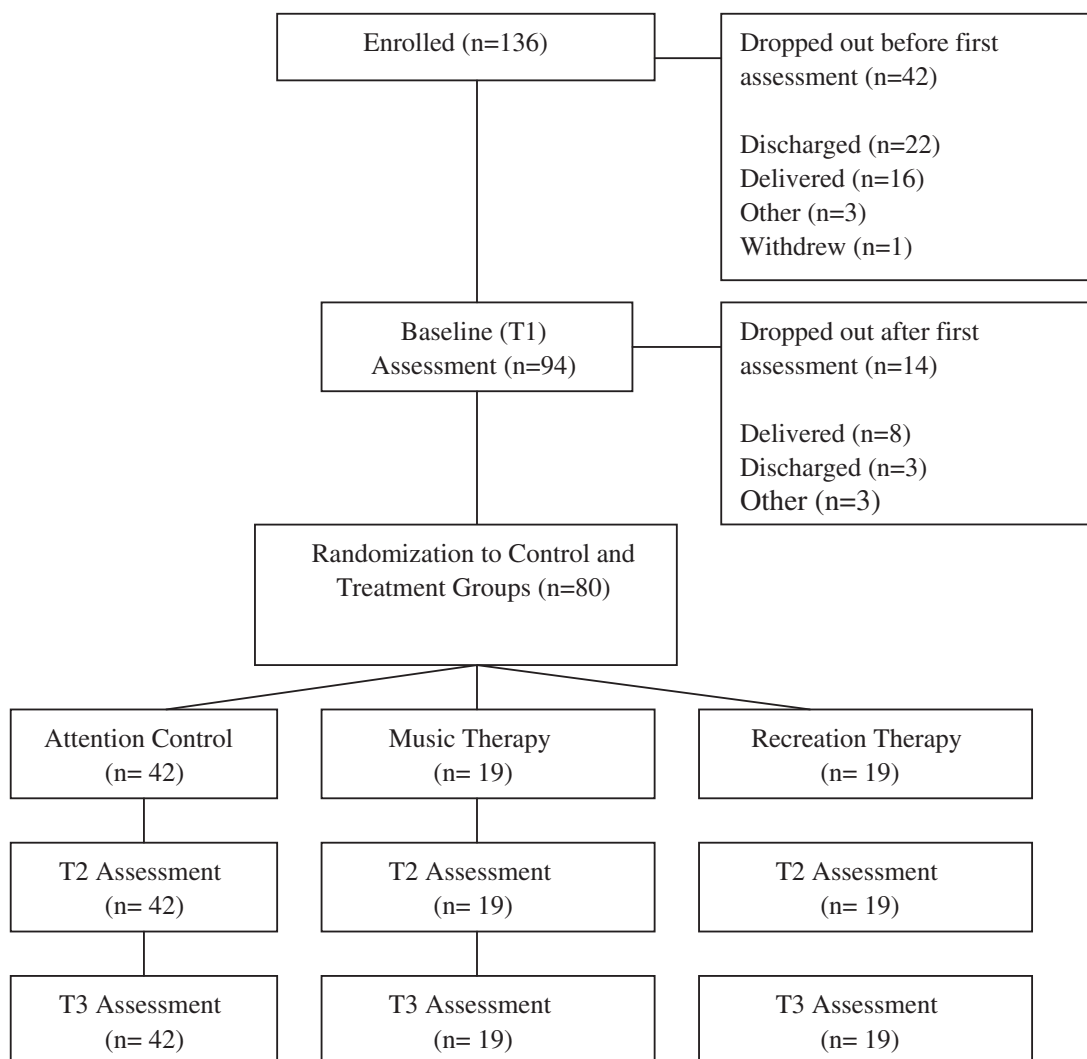 Enrolled (n=136)
Dropped out before first
assessment (n=42)
Discharged (n=22)
Delivered (n=16)
Other (n=3)
Withdrew (n=1)
Baseline (T1)
Assessment (n=94)
Dropped out after first
assessment (n=14)
Delivered (n=8)
Discharged (n=3)
Other (n=3)
Randomization to Control and
Treatment Groups (n=80)
Attention Control
(n= 42)
Music Therapy
(n= 19)
Recreation Therapy
(n= 19)
T2 Assessment
(n= 42)
T2 Assessment
(n= 19)
T2 Assessment
(n= 19)
T3 Assessment
(n= 42)
T3 Assessment
(n= 19)
T3 Assessment
(n= 19)